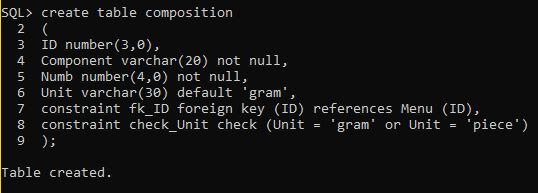 SQL> create table composition
2 (
3 ID number(3,0),
4 Component varchar(20) not null,
5 Numb number(4,0) not null,
6 Unit varchar(30) default 'gram',
7 constraint fk_ID foreign key (ID) references Menu (ID),
8 constraint check_Unit check (Unit = 'gram' or Unit = 'piece')
9 );
Table created.